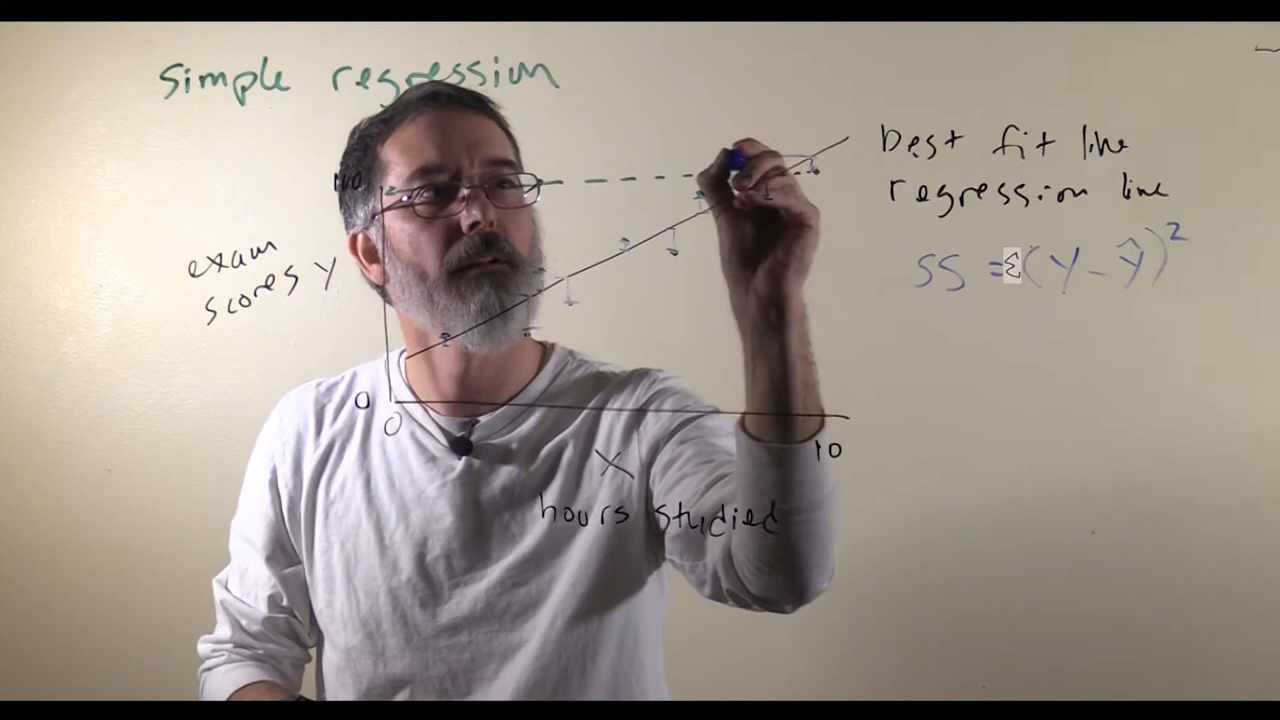 simple regression
best fit line
regression line
100
exam
scores y
SS = Σ(y - ŷ)²
0
0
10
X
hours studied